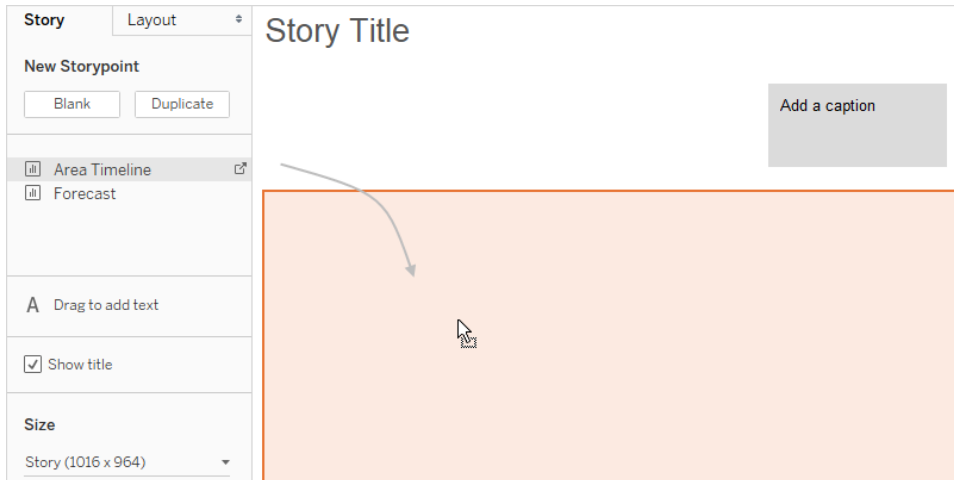 Story Layout
New Storypoint
Blank Duplicate
Area Timeline
Forecast
A Drag to add text
Show title
Size
Story (1016 x 964)
Story Title
Add a caption